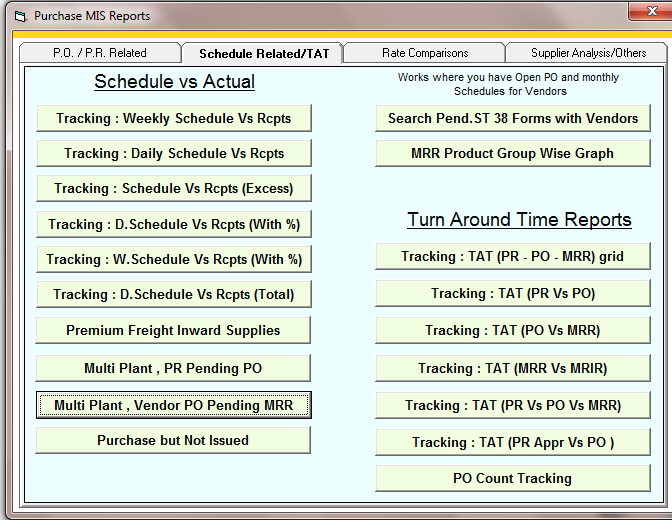 Purchase MIS Reports
P.O. / P.R. Related
Schedule Related/TAT
Rate Comparisons
Supplier Analysis/Others
Schedule vs Actual
Tracking : Weekly Schedule Vs Rcpts
Tracking : Daily Schedule Vs Rcpts
Tracking : Schedule Vs Rcpts (Excess)
Tracking : D.Schedule Vs Rcpts (With %)
Tracking : W.Schedule Vs Rcpts (With %)
Tracking : D.Schedule Vs Rcpts (Total)
Premium Freight Inward Supplies
Multi Plant , PR Pending PO
Multi Plant , Vendor PO Pending MRR
Purchase but Not Issued
Works where you have Open PO and monthly
Schedules for Vendors
Search Pend.ST 38 Forms with Vendors
MRR Product Group Wise Graph
Turn Around Time Reports
Tracking : TAT (PR - PO - MRR) grid
Tracking : TAT (PR Vs PO)
Tracking : TAT (PO Vs MRR)
Tracking : TAT (MRR Vs MRIR)
Tracking : TAT (PR Vs PO Vs MRR)
Tracking : TAT (PR Appr Vs PO )
PO Count Tracking